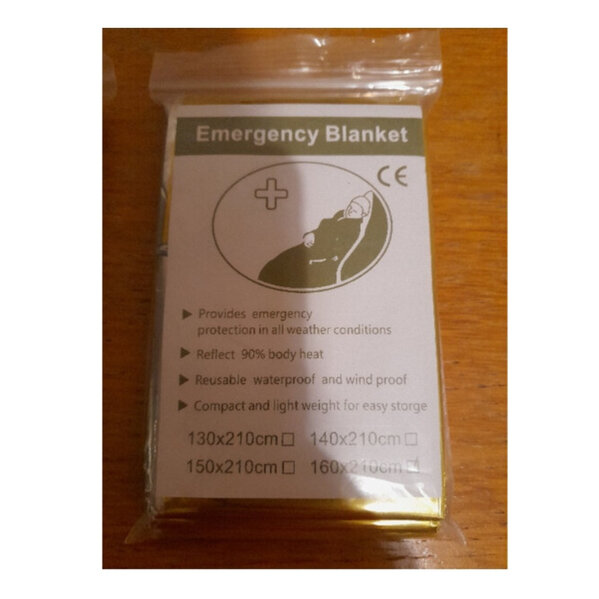 Emergency Blanket
CE
▶ Provides emergency
protection in all weather conditions
▶ Reflect 90% body heat
▶ Reusable waterproof and wind proof
▶ Compact and light weight for easy storge
130x210cm☐ 140x210cm☐
150x210cm☐ 160x210cm☑